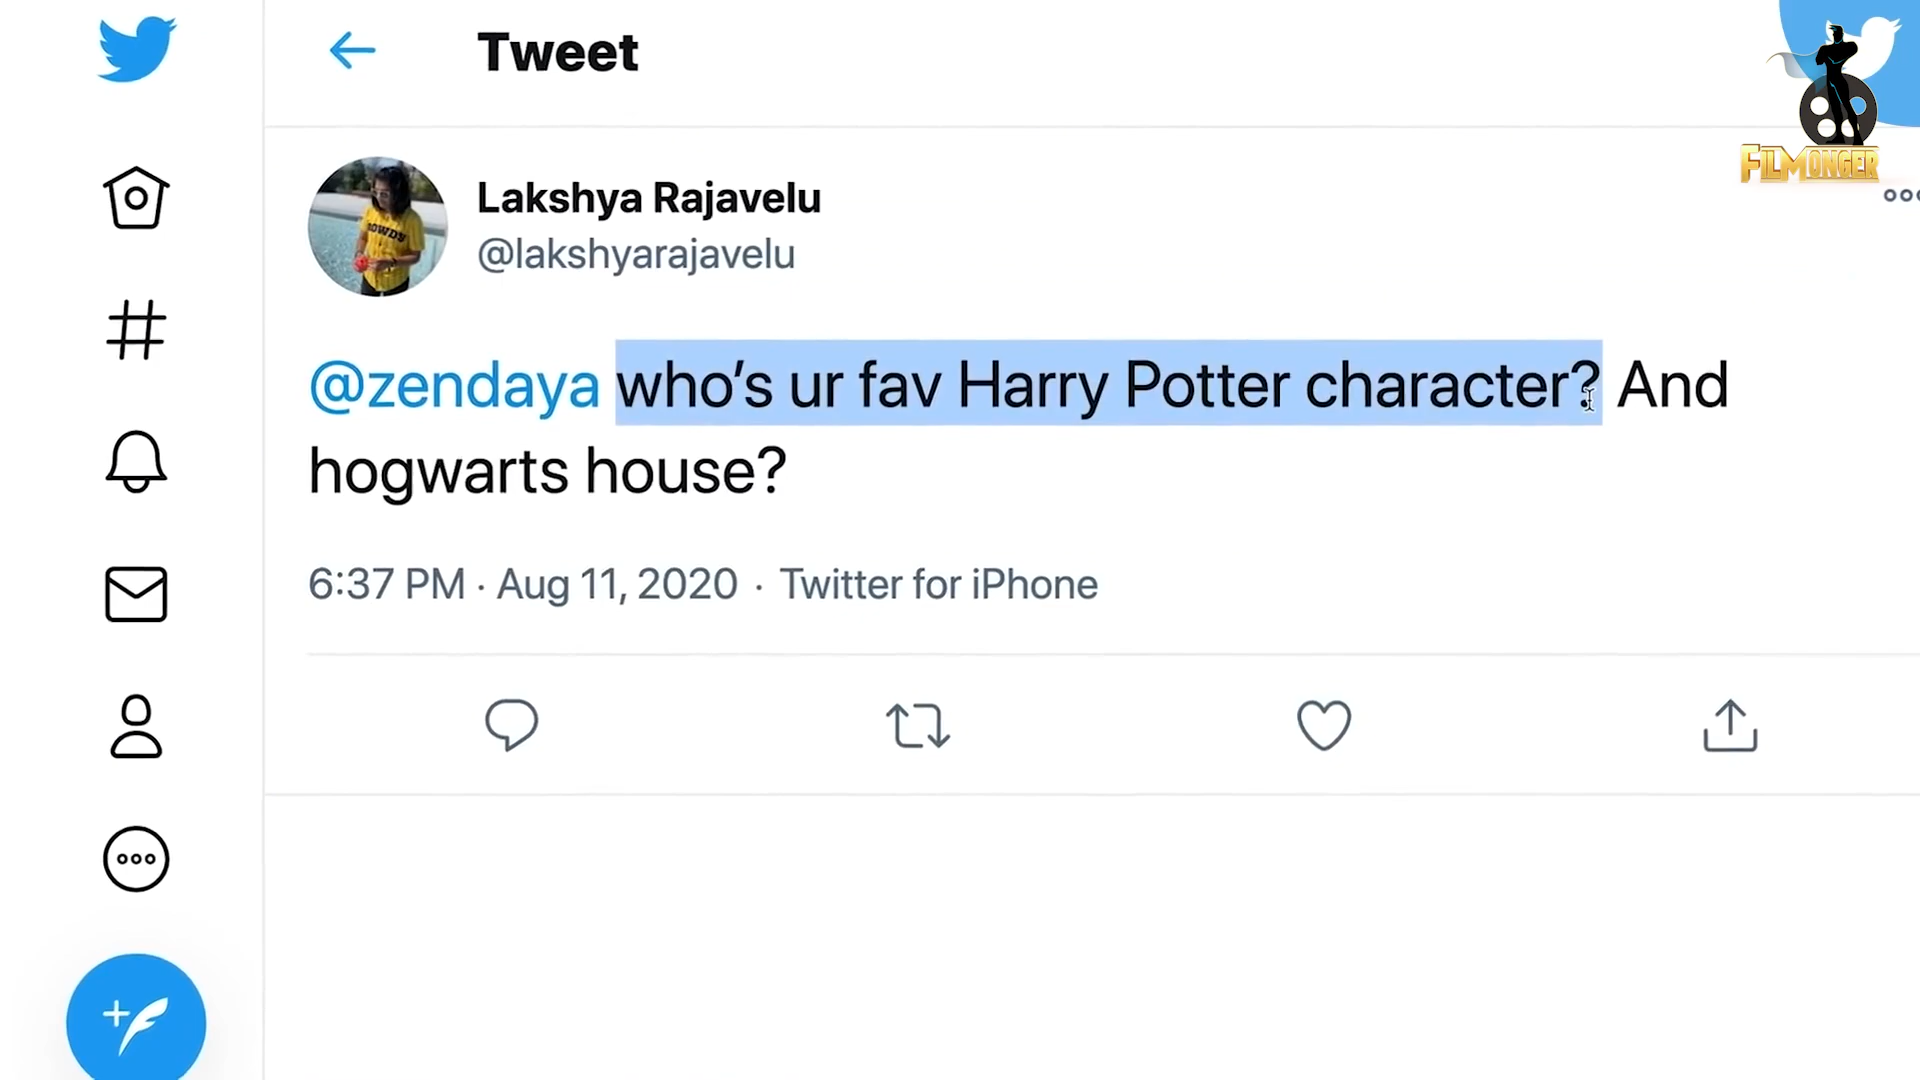 Tweet
FILMONGER
Lakshya Rajavelu
@lakshyarajavelu
ROWDY
@zendaya who’s ur fav Harry Potter character? And
hogwarts house?
6:37 PM · Aug 11, 2020 · Twitter for iPhone